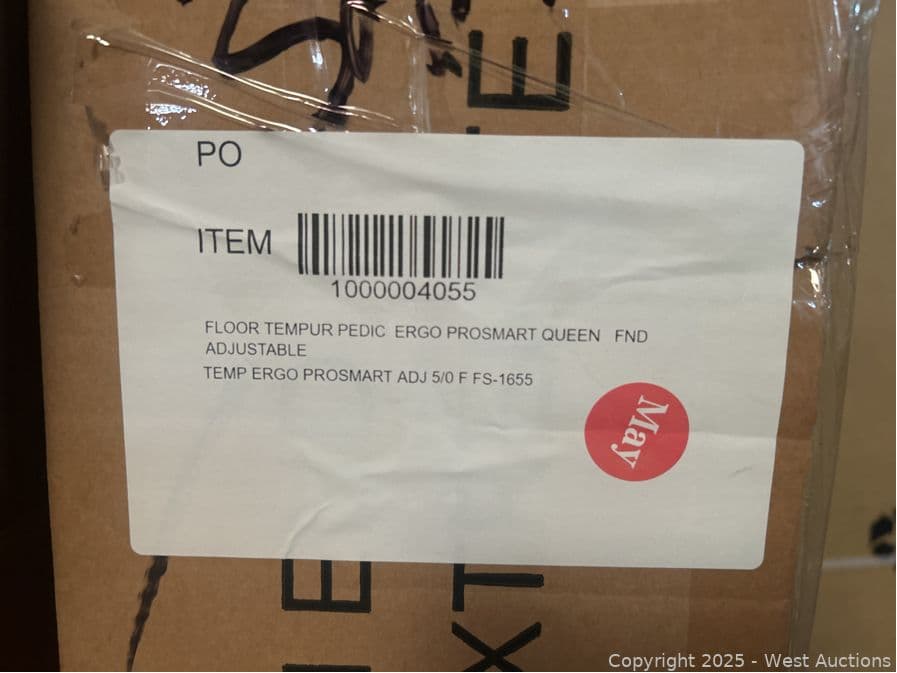 PO
ITEM
1000004055
FLOOR TEMPUR PEDIC ERGO PROSMART QUEEN FND
ADJUSTABLE
TEMP ERGO PROSMART ADJ 5/0 F FS-1655
May
Copyright 2025 - West Auctions